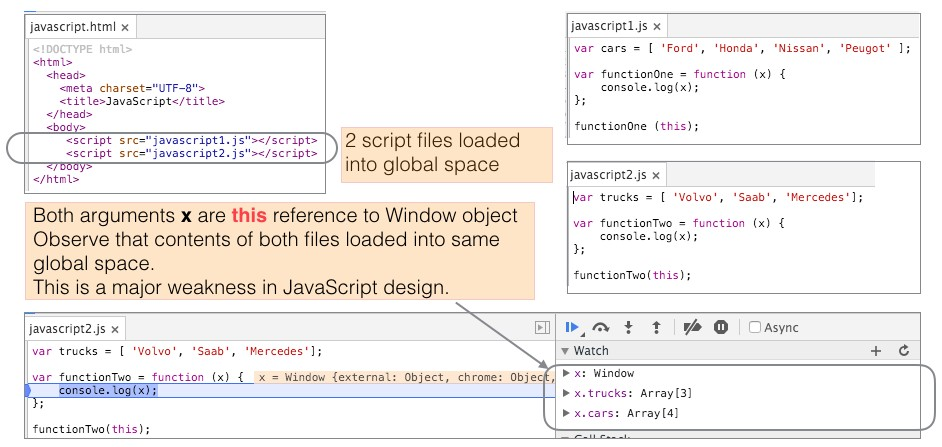 javascript.html ×
<!DOCTYPE html>
<html>
<head>
<meta charset="UTF-8">
<title>JavaScript</title>
</head>
<body>
<script src="javascript1.js"></script>
<script src="javascript2.js"></script>
</body>
</html>
2 script files loaded
into global space
javascript1.js ×
var cars = [ 'Ford', 'Honda', 'Nissan', 'Peugot' ];
var functionOne = function (x) {
console.log(x);
};
functionOne (this);
javascript2.js ×
var trucks = [ 'Volvo', 'Saab', 'Mercedes'];
var functionTwo = function (x) {
console.log(x);
};
functionTwo(this);
Both arguments x are this reference to Window object
Observe that contents of both files loaded into same
global space.
This is a major weakness in JavaScript design.
javascript2.js ×
var trucks = [ 'Volvo', 'Saab', 'Mercedes'];
var functionTwo = function (x) { x = Window {external: Object, chrome: Object,
console.log(x);
};
functionTwo(this);
Async
Watch
x: Window
x.trucks: Array[3]
x.cars: Array[4]
Call Stack